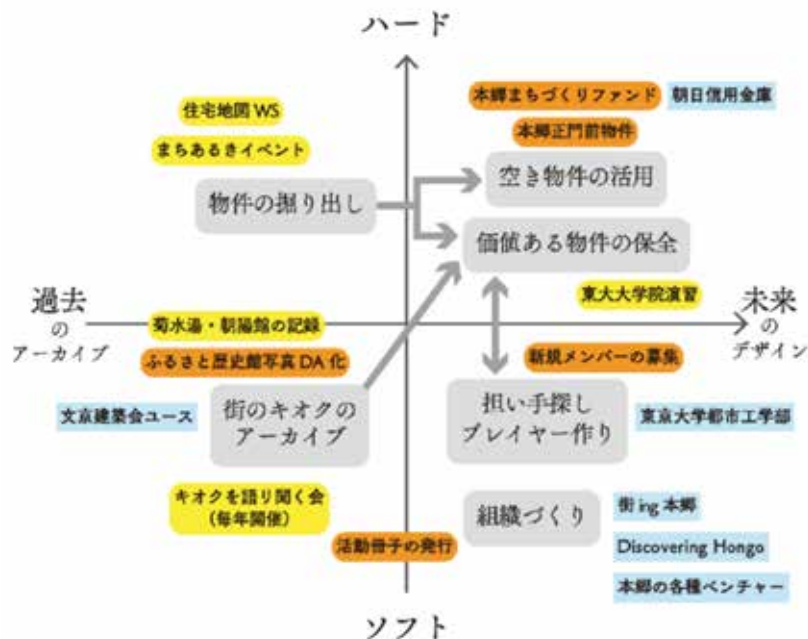 ハード
住宅地図 WS
まちあるきイベント
物件の掘り出し
本郷まちづくりファンド
朝日信用金庫
本郷正門前物件
空き物件の活用
価値ある物件の保全
東大大学院演習
過去
の
アーカイブ
未来
の
デザイン
菊水湯・朝陽館の記録
ふるさと歴史館写真 DA 化
文京建築会ユース
街のキオクの
アーカイブ
キオクを語り聞く会
(毎年開催)
新規メンバーの募集
担い手探し
プレイヤー作り
東京大学都市工学部
組織づくり
街 ing 本郷
Discovering Hongo
本郷の各種ベンチャー
活動冊子の発行
ソフト